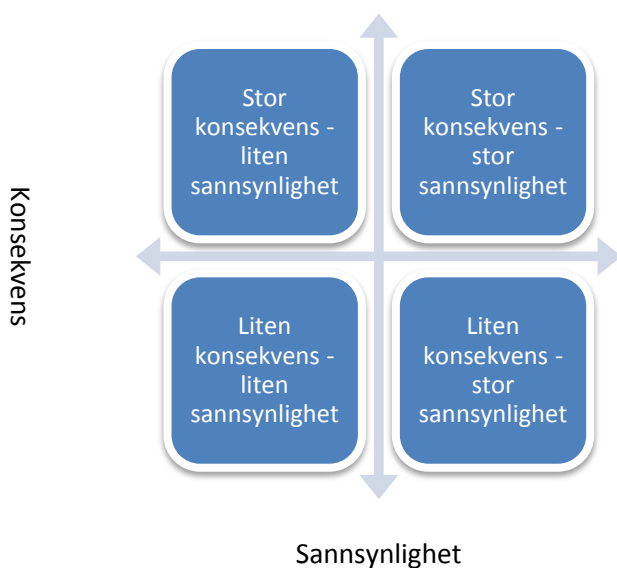 Stor
konsekvens -
liten
sannsynlighet
Stor
konsekvens -
stor
sannsynlighet
Konsekvens
Liten
konsekvens -
liten
sannsynlighet
Liten
konsekvens -
stor
sannsynlighet
Sannsynlighet